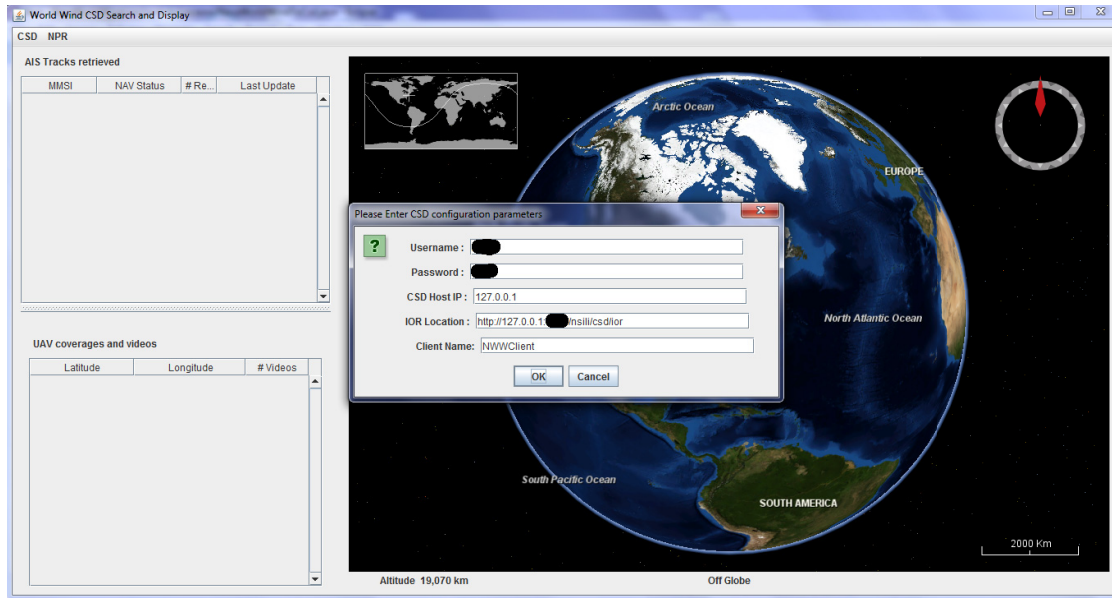 World Wind CSD Search and Display
CSD NPR
AIS Tracks retrieved
MMSI NAV Status # Re... Last Update
Arctic Ocean
EUROPE
Please Enter CSD configuration parameters
?
Username :
Password :
CSD Host IP : 127.0.0.1
IOR Location : http://127.0.0.1: /nsili/csd/ior
Client Name: NWWClient
OK Cancel
North Atlantic Ocean
UAV coverages and videos
Latitude Longitude # Videos
South Pacific Ocean
SOUTH AMERICA
2000 Km
Altitude 19,070 km Off Globe